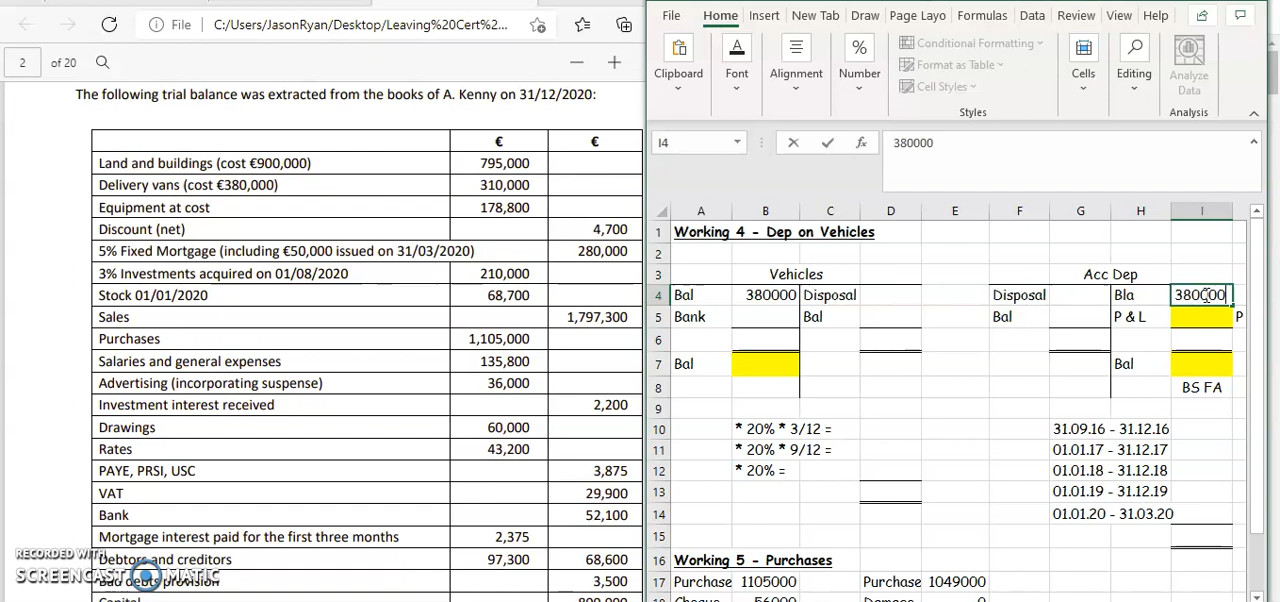 File C:/Users/JasonRyan/Desktop/Leaving%20Cert%2...
2 of 20
The following trial balance was extracted from the books of A. Kenny on 31/12/2020:
€ €
Land and buildings (cost €900,000) 795,000
Delivery vans (cost €380,000) 310,000
Equipment at cost 178,800
Discount (net) 4,700
5% Fixed Mortgage (including €50,000 issued on 31/03/2020) 280,000
3% Investments acquired on 01/08/2020 210,000
Stock 01/01/2020 68,700
Sales 1,797,300
Purchases 1,105,000
Salaries and general expenses 135,800
Advertising (incorporating suspense) 36,000
Investment interest received 2,200
Drawings 60,000
Rates 43,200
PAYE, PRSI, USC 3,875
VAT 29,900
Bank 52,100
Mortgage interest paid for the first three months 2,375
Debtors and creditors 97,300 68,600
Bad debts provision 3,500
RECORDED WITH
SCREENCAST MATIC
File Home Insert New Tab Draw Page Layo Formulas Data Review View Help
Clipboard Font Alignment Number Conditional Formatting Format as Table Cell Styles Cells Editing Analyze Data
Styles Analysis
I4 fx 380000
A B C D E F G H I
1 Working 4 - Dep on Vehicles
2
3 Vehicles Acc Dep
4 Bal 380000 Disposal Disposal Bla 380000
5 Bank Bal Bal P & L P
6
7 Bal Bal
8 BS FA
9
10 * 20% * 3/12 = 31.09.16 - 31.12.16
11 * 20% * 9/12 = 01.01.17 - 31.12.17
12 * 20% = 01.01.18 - 31.12.18
13 01.01.19 - 31.12.19
14 01.01.20 - 31.03.20
15
16 Working 5 - Purchases
17 Purchase 1105000 Purchase 1049000